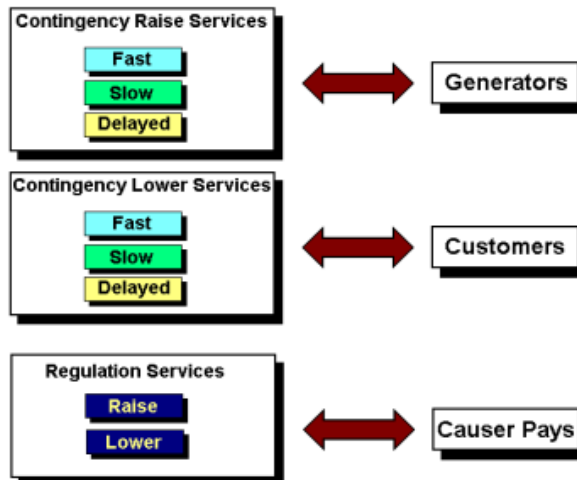 Contingency Raise Services
Fast
Slow
Delayed
Generators
Contingency Lower Services
Fast
Slow
Delayed
Customers
Regulation Services
Raise
Lower
Causer Pays